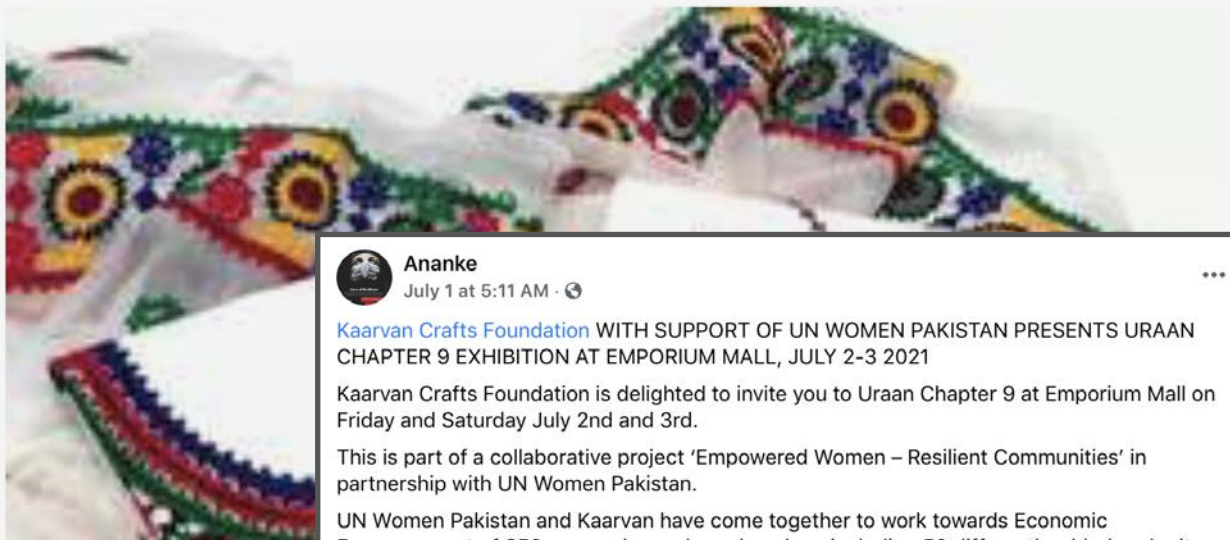 Ananke
July 1 at 5:11 AM ·
Kaarvan Crafts Foundation WITH SUPPORT OF UN WOMEN PAKISTAN PRESENTS URAAN
CHAPTER 9 EXHIBITION AT EMPORIUM MALL, JULY 2-3 2021
Kaarvan Crafts Foundation is delighted to invite you to Uraan Chapter 9 at Emporium Mall on
Friday and Saturday July 2nd and 3rd.
This is part of a collaborative project ‘Empowered Women – Resilient Communities’ in
partnership with UN Women Pakistan.
UN Women Pakistan and Kaarvan have come together to work towards Economic